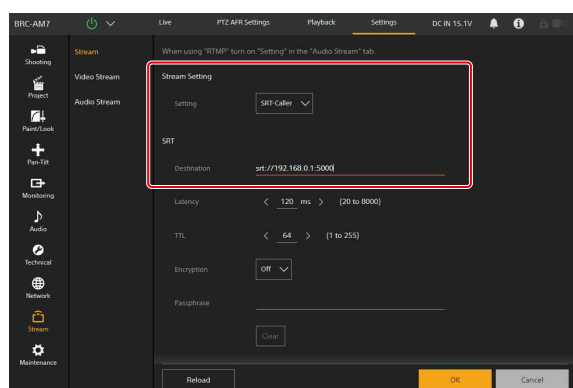 BRC-AM7
Live
PTZ AFR Settings
Playback
Settings
DC IN 15.1V
Shooting
Project
Paint/Look
Pan-Tilt
Monitoring
Audio
Technical
Network
Stream
Maintenance
Stream
Video Stream
Audio Stream
When using "RTMP" turn on "Setting" in the "Audio Stream" tab.
Stream Setting
Setting SRT-Caller
SRT
Destination srt://192.168.0.1:5000
Latency < 120 ms > (20 to 8000)
TTL < 64 > (1 to 255)
Encryption Off
Passphrase
Clear
Reload OK Cancel